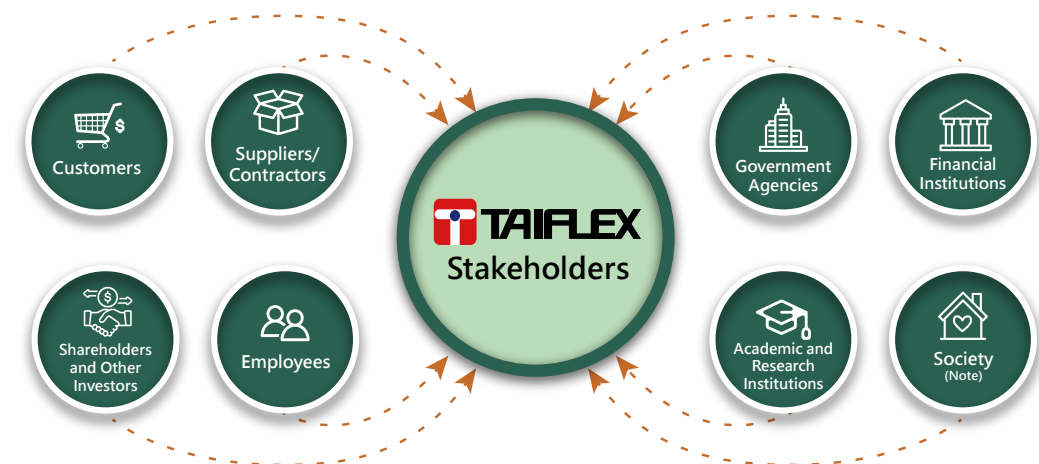 Customers
Suppliers/
Contractors
Government
Agencies
Financial
Institutions
TAIFLEX
Stakeholders
Shareholders
and Other
Investors
Employees
Academic and
Research
Institutions
Society
(Note)